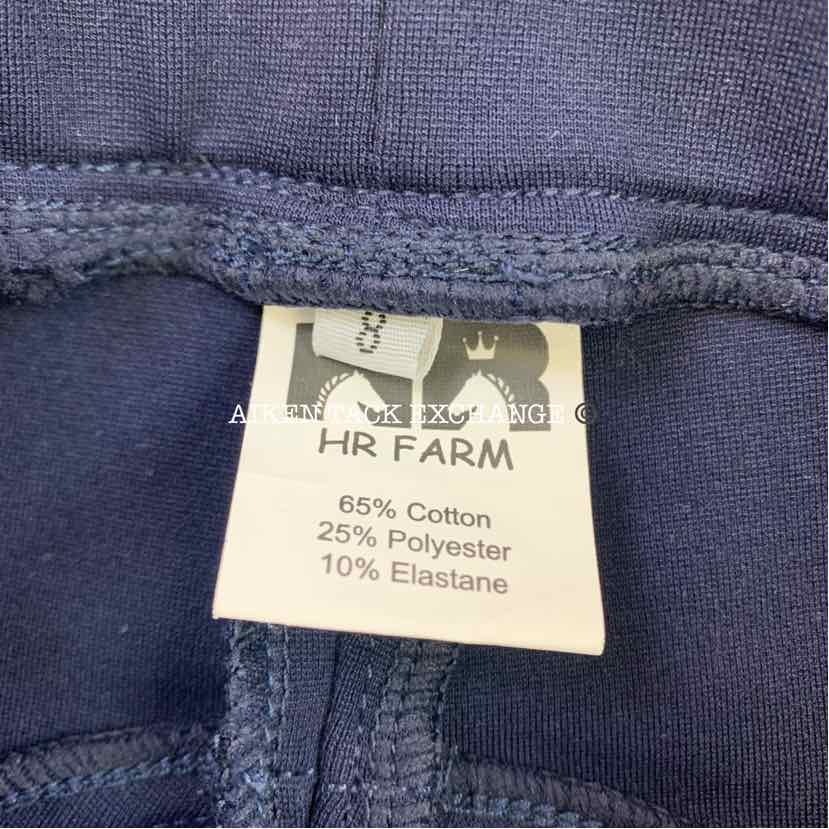 8
AIKEN TACK EXCHANGE ©
HR FARM
65% Cotton
25% Polyester
10% Elastane